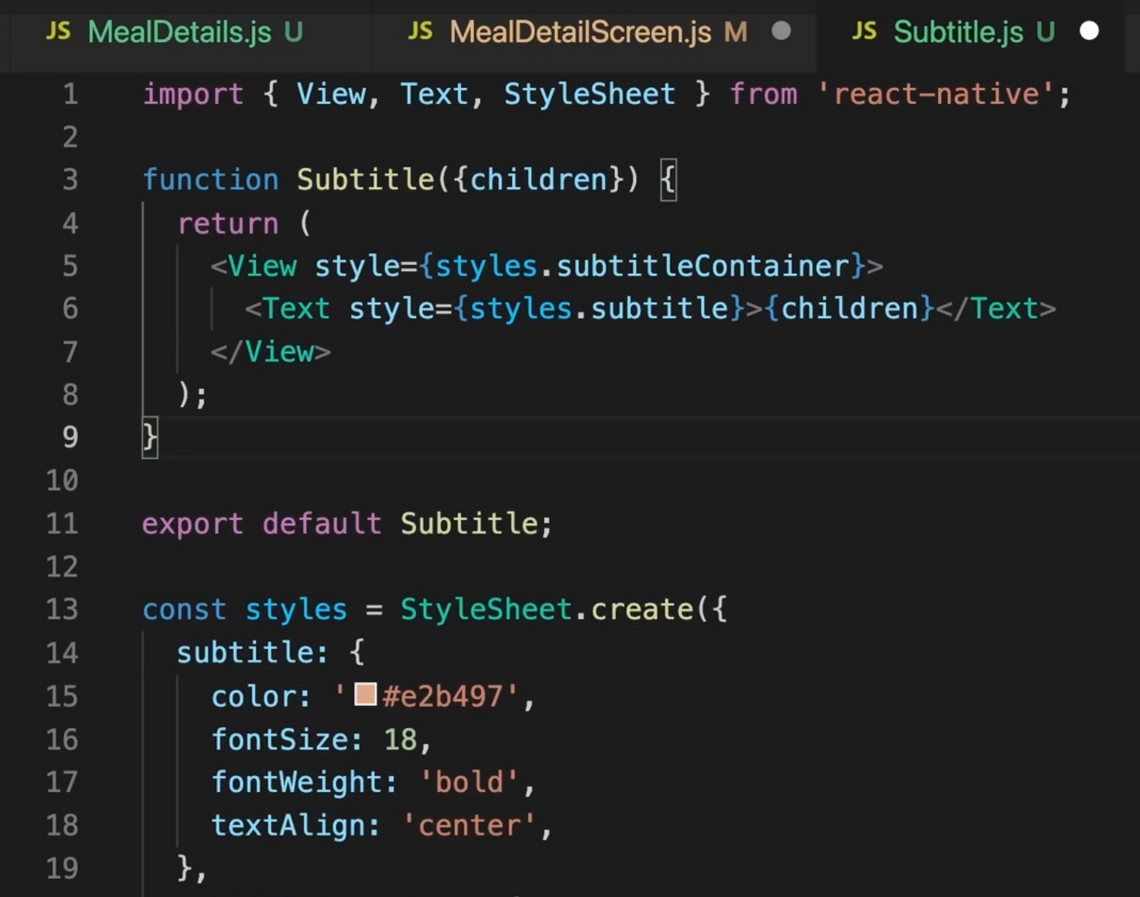 JS MealDetails.js U JS MealDetailScreen.js M JS Subtitle.js U
1 import { View, Text, StyleSheet } from 'react-native';
2
3 function Subtitle({children}) {
4 return (
5 <View style={styles.subtitleContainer}>
6 <Text style={styles.subtitle}>{children}</Text>
7 </View>
8 );
9 }
10
11 export default Subtitle;
12
13 const styles = StyleSheet.create({
14 subtitle: {
15 color: '#e2b497',
16 fontSize: 18,
17 fontWeight: 'bold',
18 textAlign: 'center',
19 },